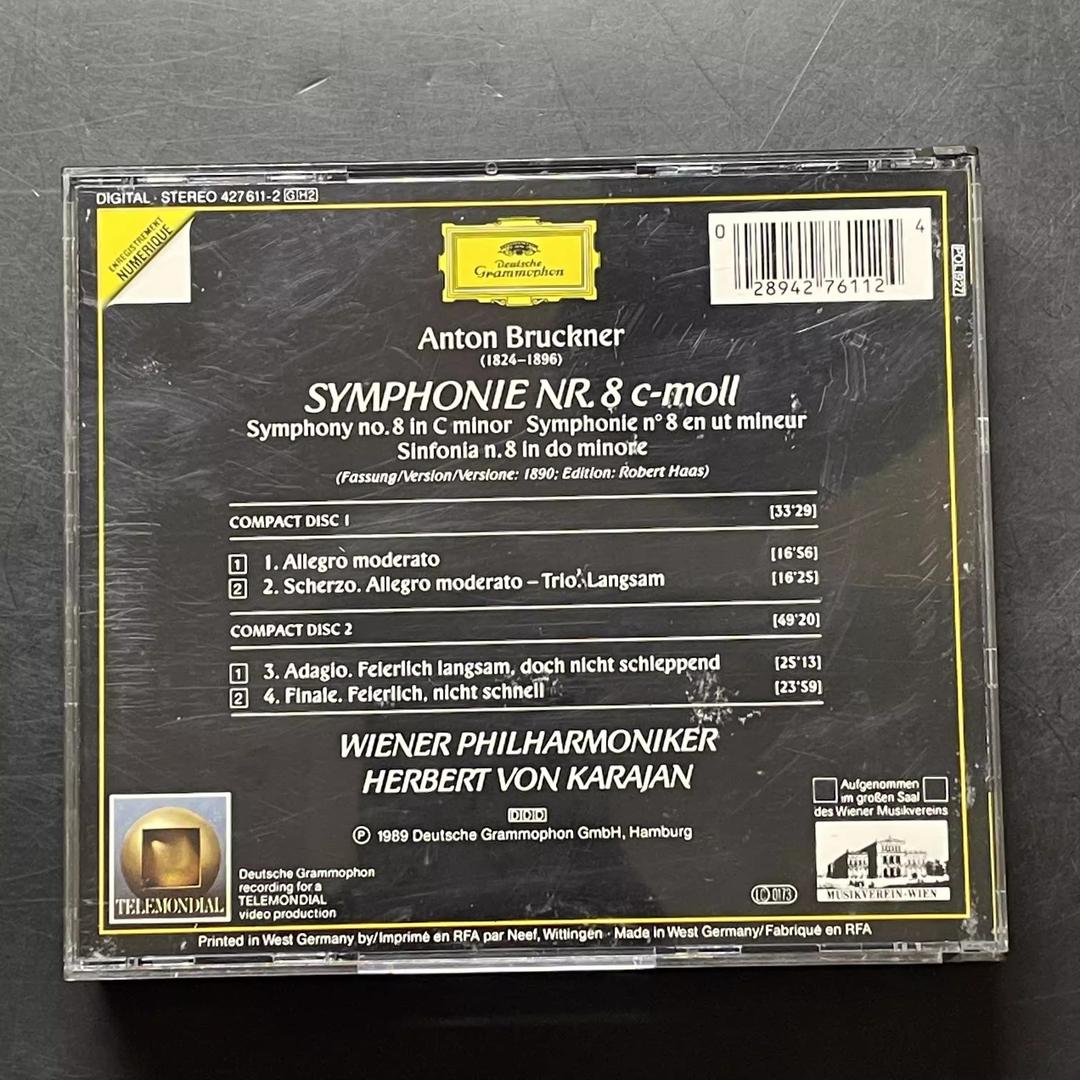 DIGITAL · STEREO 427 611-2 GH2
ENREGISTREMENT
NUMERIQUE
Deutsche
Grammophon
0 28942 76112 4
POL 927
Anton Bruckner
(1824–1896)
SYMPHONIE NR. 8 c-moll
Symphony no. 8 in C minor Symphonie n° 8 en ut mineur
Sinfonia n. 8 in do minore
(Fassung/Version/Versione: 1890; Edition: Robert Haas)
COMPACT DISC 1 [33'29]
1 1. Allegro moderato [16'56]
2 2. Scherzo. Allegro moderato – Trio. Langsam [16'25]
COMPACT DISC 2 [49'20]
1 3. Adagio. Feierlich langsam, doch nicht schleppend [25'13]
2 4. Finale. Feierlich, nicht schnell [23'59]
WIENER PHILHARMONIKER
HERBERT VON KARAJAN
DDD
℗ 1989 Deutsche Grammophon GmbH, Hamburg
TELEMONDIAL
Deutsche Grammophon
recording for a
TELEMONDIAL
video production
LC 0173
Aufgenommen
im großen Saal
des Wiener Musikvereins
MUSIKVEREIN-WIEN
Printed in West Germany by/Imprimé en RFA par Neef, Wittingen · Made in West Germany/Fabriqué en RFA